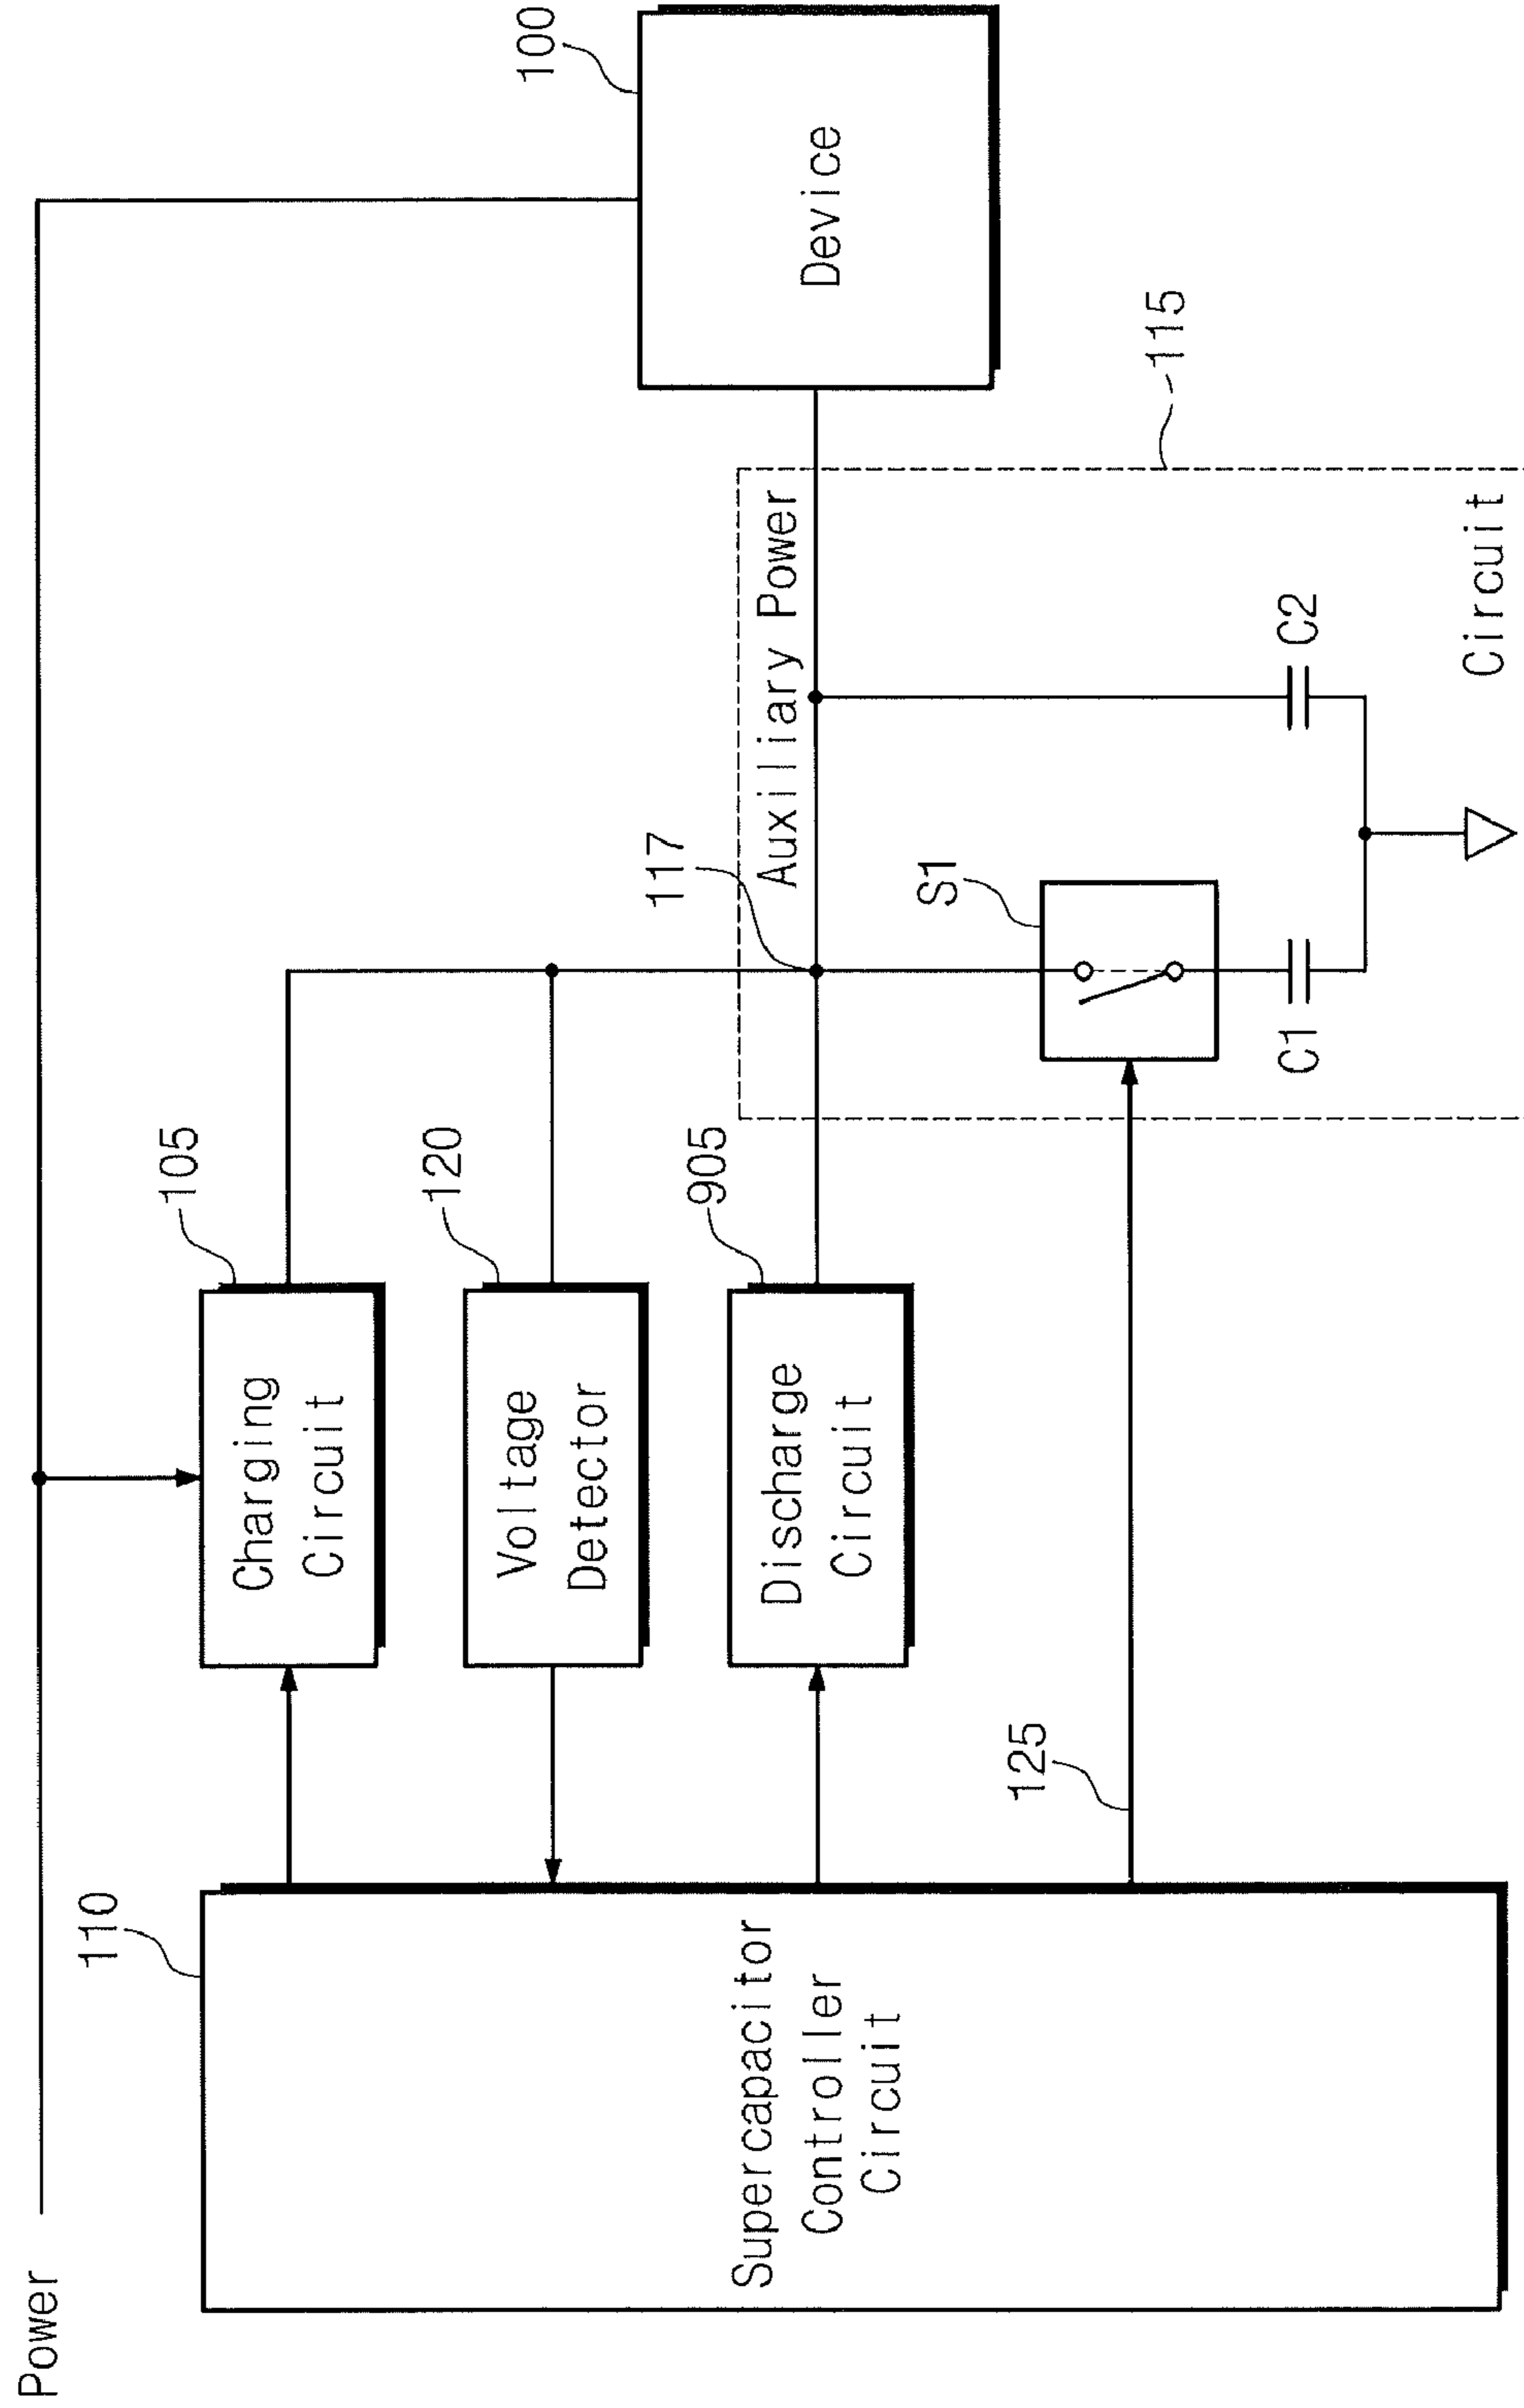 Power
110
Supercapacitor
Controller
Circuit
105
Charging
Circuit
120
Voltage
Detector
905
Discharge
Circuit
125
117
Auxiliary Power
S1
C1
C2
Circuit
115
100
Device